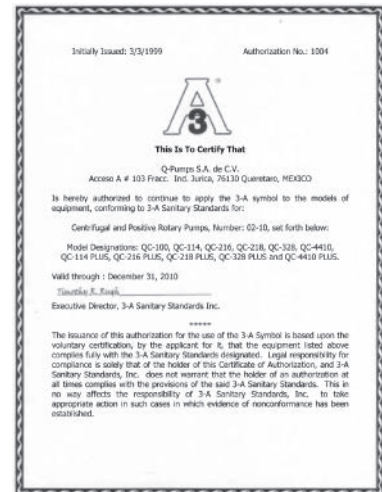 Initially Issued: 3/3/1999 Authorization No.: 1004
A
3
®
This Is To Certify That
Q-Pumps S.A. de C.V.
Acceso A # 103 Fracc. Ind. Jurica, 76130 Queretaro, MEXICO
Is hereby authorized to continue to apply the 3-A symbol to the models of
equipment, conforming to 3-A Sanitary Standards for:
Centrifugal and Positive Rotary Pumps, Number: 02-10, set forth below:
Model Designations: QC-100, QC-114, QC-216, QC-218, QC-328, QC-4410,
QC-114 PLUS, QC-216 PLUS, QC-218 PLUS, QC-328 PLUS and QC-4410 PLUS.
Valid through : December 31, 2010
Timothy R. Rugh
Executive Director, 3-A Sanitary Standards Inc.
*****
The issuance of this authorization for the use of the 3-A Symbol is based upon the
voluntary certification, by the applicant for it, that the equipment listed above
complies fully with the 3-A Sanitary Standards designated. Legal responsibility for
compliance is solely that of the holder of this Certificate of Authorization, and 3-A
Sanitary Standards, Inc. does not warrant that the holder of an authorization at
all times complies with the provisions of the said 3-A Sanitary Standards. This in
no way affects the responsibility of 3-A Sanitary Standards, Inc. to take
appropriate action in such cases in which evidence of nonconformance has been
established.